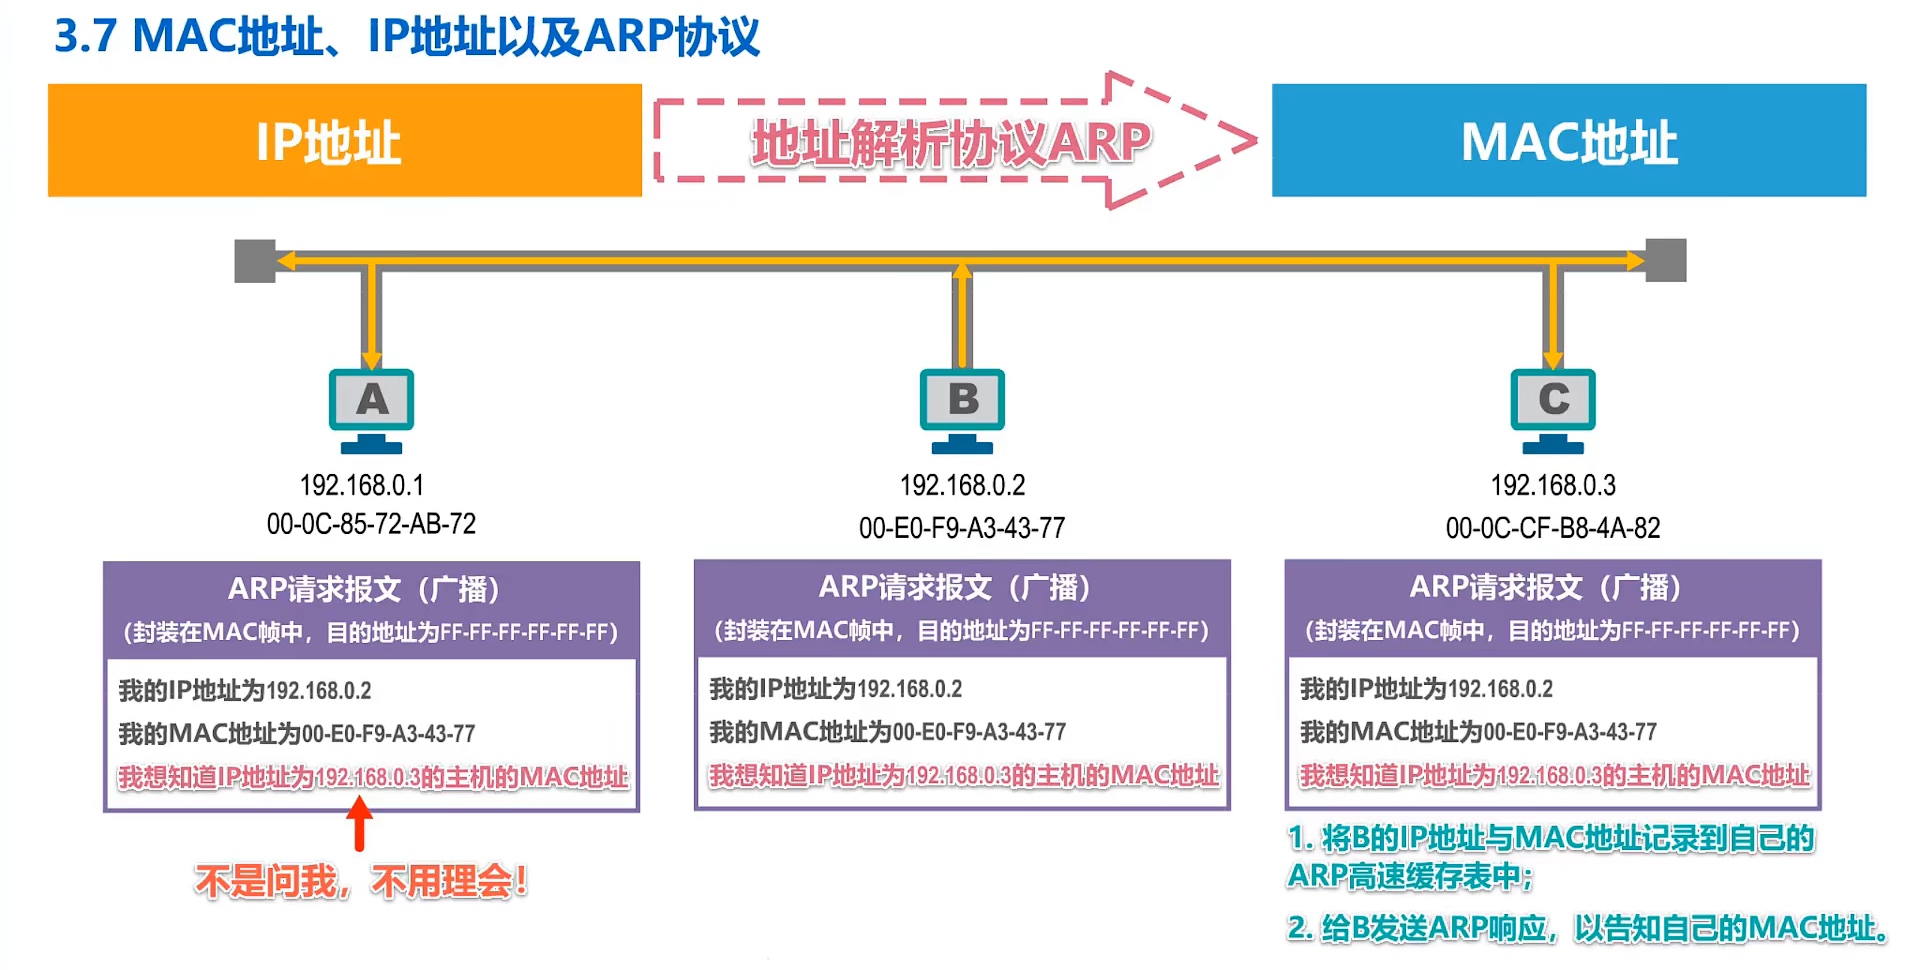 3.7 MAC地址、IP地址以及ARP协议
IP地址
地址解析协议ARP
MAC地址
A
B
C
192.168.0.1
00-0C-85-72-AB-72
192.168.0.2
00-E0-F9-A3-43-77
192.168.0.3
00-0C-CF-B8-4A-82
ARP请求报文（广播）
（封装在MAC帧中，目的地址为FF-FF-FF-FF-FF-FF）
我的IP地址为192.168.0.2
我的MAC地址为00-E0-F9-A3-43-77
我想知道IP地址为192.168.0.3的主机的MAC地址
不是问我，不用理会！
ARP请求报文（广播）
（封装在MAC帧中，目的地址为FF-FF-FF-FF-FF-FF）
我的IP地址为192.168.0.2
我的MAC地址为00-E0-F9-A3-43-77
我想知道IP地址为192.168.0.3的主机的MAC地址
ARP请求报文（广播）
（封装在MAC帧中，目的地址为FF-FF-FF-FF-FF-FF）
我的IP地址为192.168.0.2
我的MAC地址为00-E0-F9-A3-43-77
我想知道IP地址为192.168.0.3的主机的MAC地址
1. 将B的IP地址与MAC地址记录到自己的
ARP高速缓存表中；
2. 给B发送ARP响应，以告知自己的MAC地址。